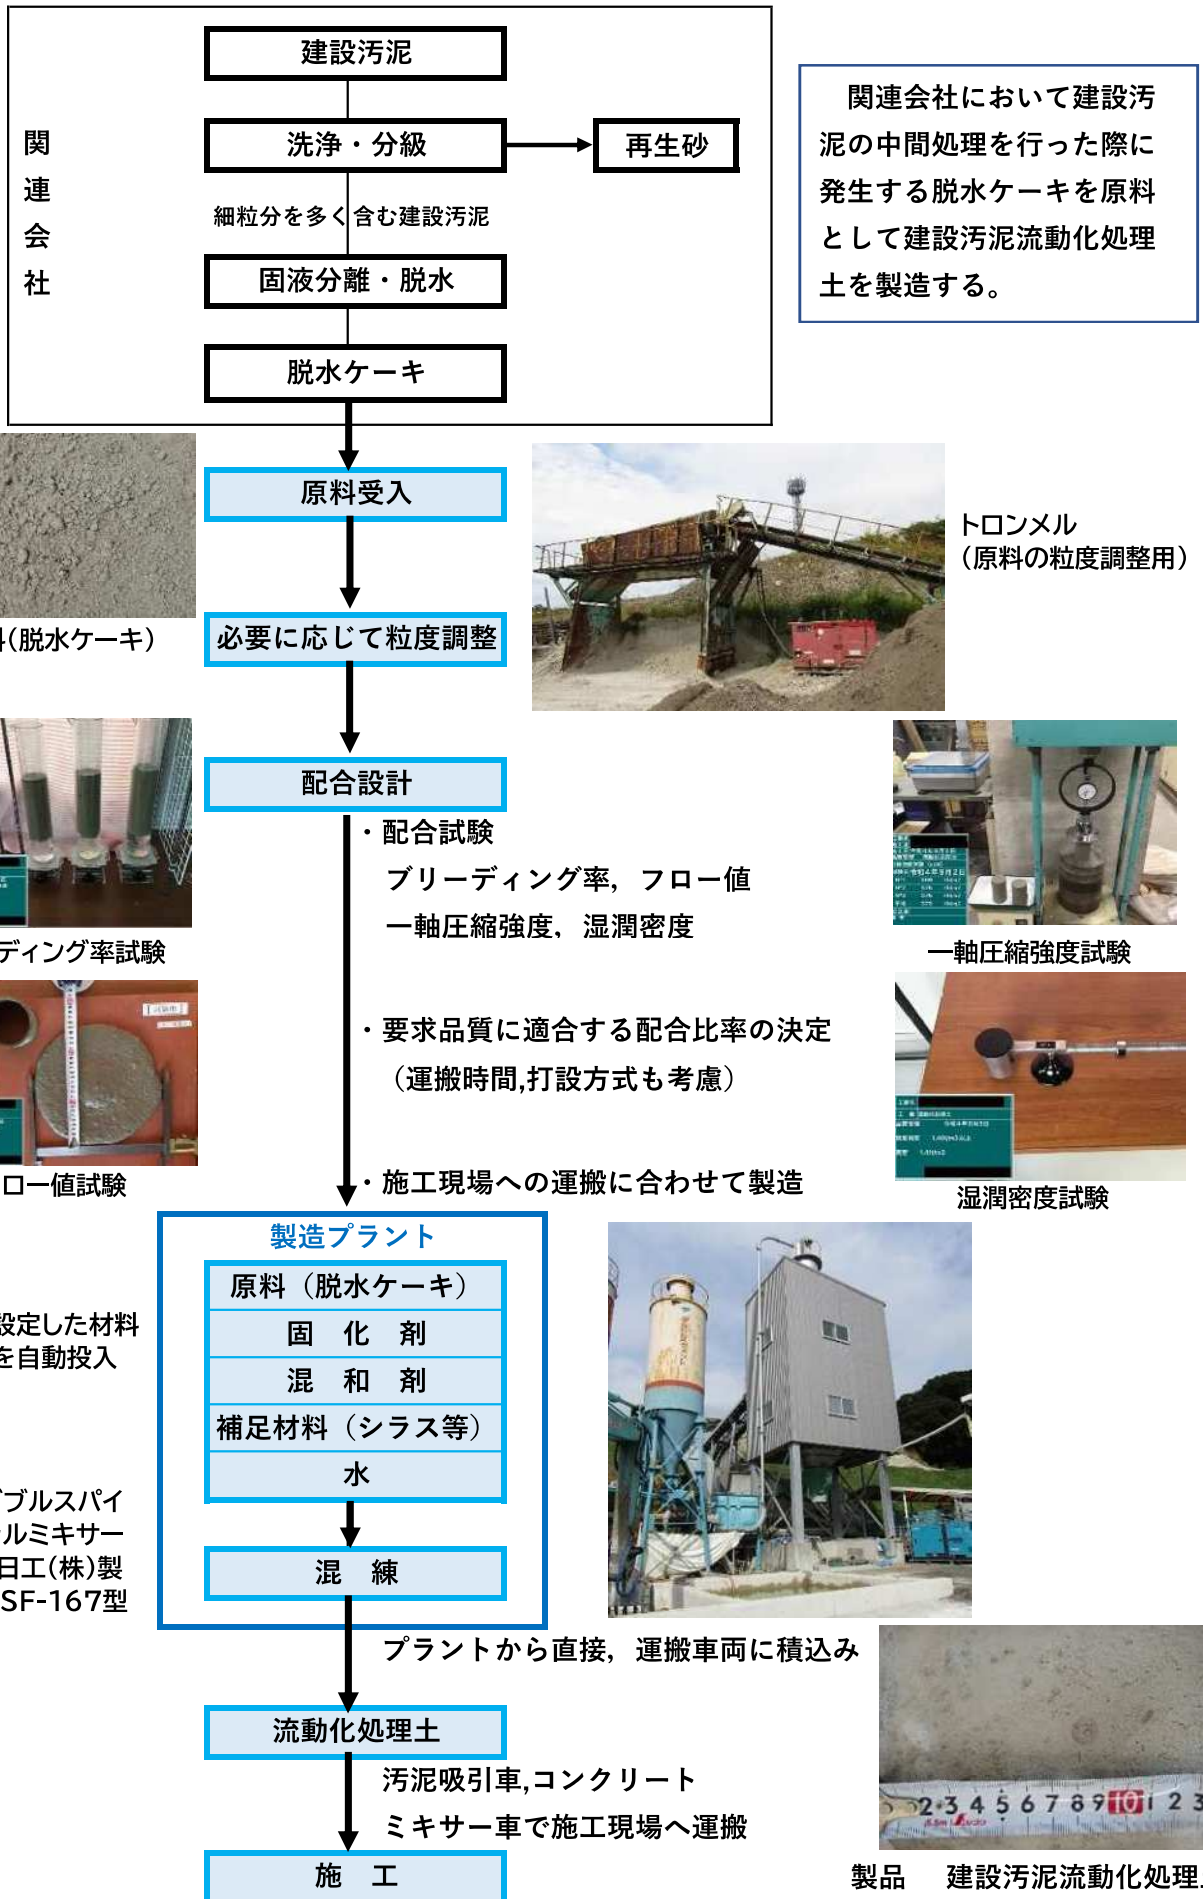 建設汚泥
関連会社
洗浄・分級
再生砂
細粒分を多く含む建設汚泥
固液分離・脱水
脱水ケーキ
関連会社において建設汚
泥の中間処理を行った際に
発生する脱水ケーキを原料
として建設汚泥流動化処理
土を製造する。
原料受入
(脱水ケーキ)
トロンメル
(原料の粒度調整用)
必要に応じて粒度調整
配合設計
・配合試験
ブリーディング率，フロー値
一軸圧縮強度，湿潤密度
ディング率試験
一軸圧縮強度試験
・要求品質に適合する配合比率の決定
（運搬時間,打設方式も考慮）
ロー値試験
湿潤密度試験
・施工現場への運搬に合わせて製造
製造プラント
原料（脱水ケーキ）
固　化　剤
混　和　剤
補足材料（シラス等）
水
設定した材料
を自動投入
ブルスパイ
ルミキサー
日工(株)製
SF-167型
混　練
プラントから直接，運搬車両に積込み
流動化処理土
汚泥吸引車,コンクリート
ミキサー車で施工現場へ運搬
施　工
2 3 4 5 6 7 8 9 10 1 2 3
製品　建設汚泥流動化処理